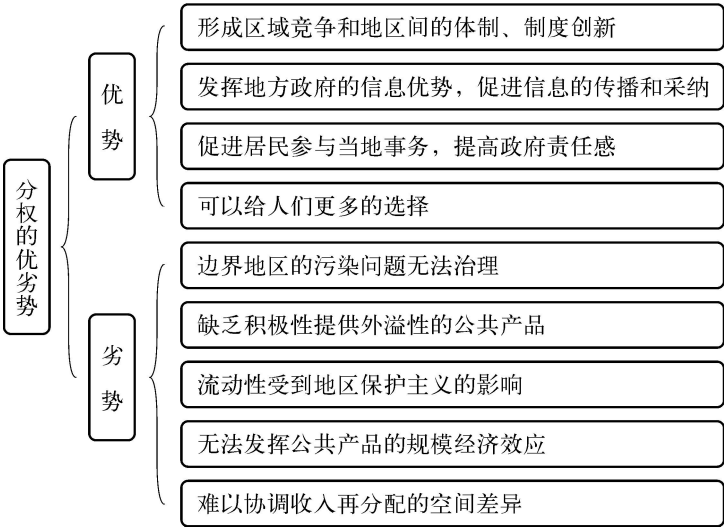 分权的优劣势
优势
形成区域竞争和地区间的体制、制度创新
发挥地方政府的信息优势，促进信息的传播和采纳
促进居民参与当地事务，提高政府责任感
可以给人们更多的选择
劣势
边界地区的污染问题无法治理
缺乏积极性提供外溢性的公共产品
流动性受到地区保护主义的影响
无法发挥公共产品的规模经济效应
难以协调收入再分配的空间差异